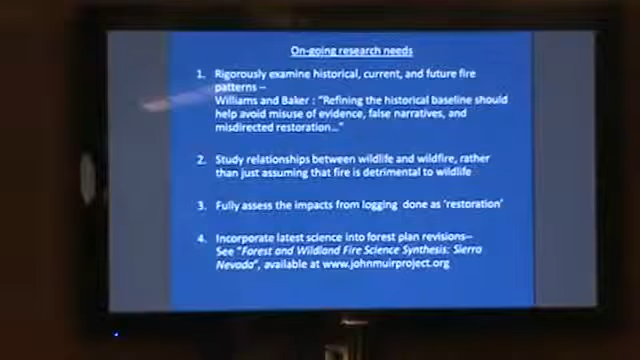 On-going research needs
1. Rigorously examine historical, current, and future fire
patterns –
Williams and Baker : "Refining the historical baseline should
help avoid misuse of evidence, false narratives, and
misdirected restoration…"
2. Study relationships between wildlife and wildfire, rather
than just assuming that fire is detrimental to wildlife
3. Fully assess the impacts from logging done as 'restoration'
4. Incorporate latest science into forest plan revisions–
See "Forest and Wildland Fire Science Synthesis: Sierra
Nevada", available at www.johnmuirproject.org